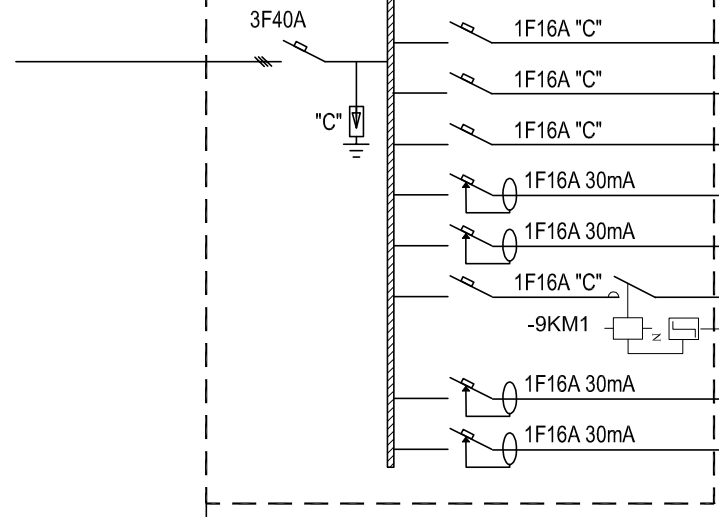 3F40A
1F16A "C"
1F16A "C"
"C"
1F16A "C"
1F16A 30mA
1F16A 30mA
1F16A "C"
-9KM1
N
1F16A 30mA
1F16A 30mA